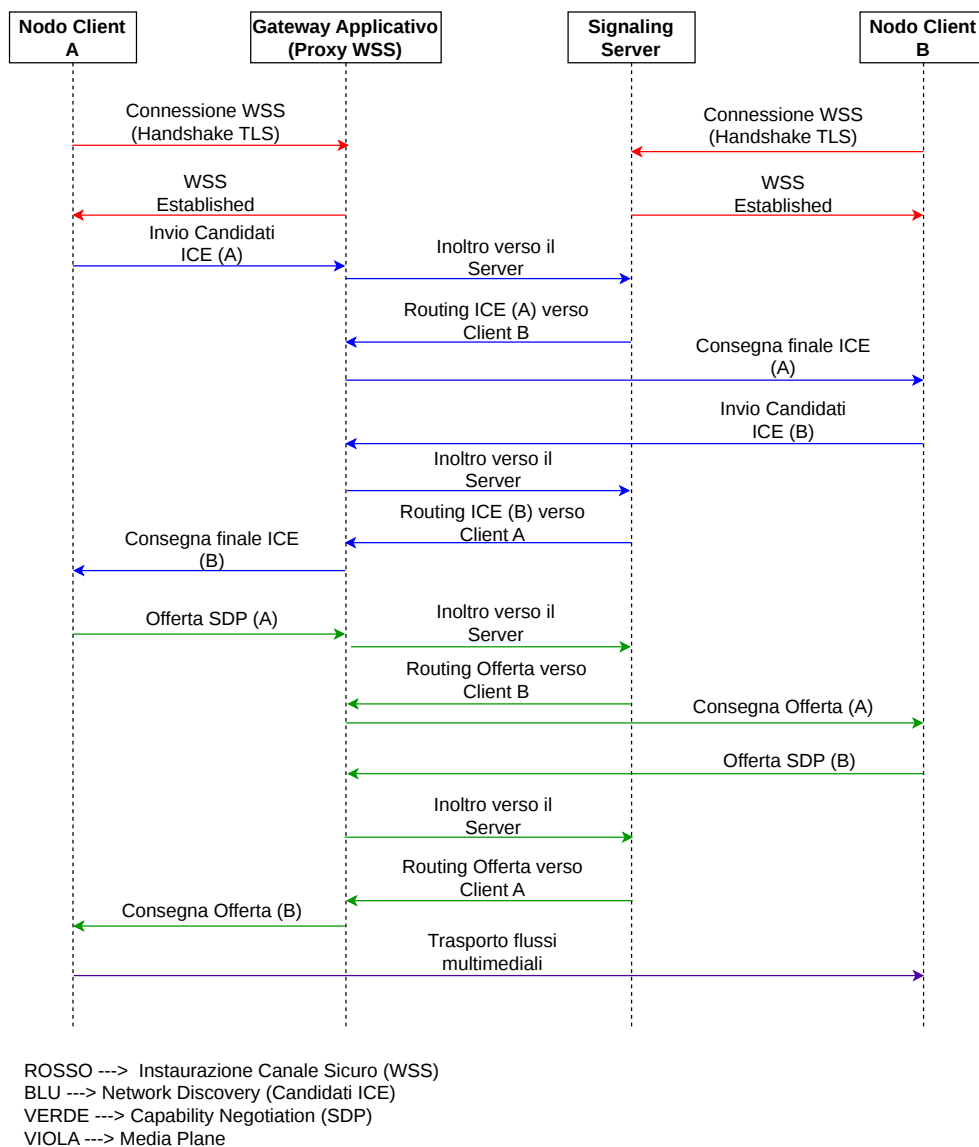 Nodo Client
A
Gateway Applicativo
(Proxy WSS)
Signaling
Server
Nodo Client
B
Connessione WSS
(Handshake TLS)
Connessione WSS
(Handshake TLS)
WSS
Established
WSS
Established
Invio Candidati
ICE (A)
Inoltro verso il
Server
Routing ICE (A) verso
Client B
Consegna finale ICE
(A)
Invio Candidati
ICE (B)
Inoltro verso il
Server
Routing ICE (B) verso
Client A
Consegna finale ICE
(B)
Offerta SDP (A)
Inoltro verso il
Server
Routing Offerta verso
Client B
Consegna Offerta (A)
Offerta SDP (B)
Inoltro verso il
Server
Routing Offerta verso
Client A
Consegna Offerta (B)
Trasporto flussi
multimediali
ROSSO ---> Instaurazione Canale Sicuro (WSS)
BLU ---> Network Discovery (Candidati ICE)
VERDE ---> Capability Negotiation (SDP)
VIOLA ---> Media Plane